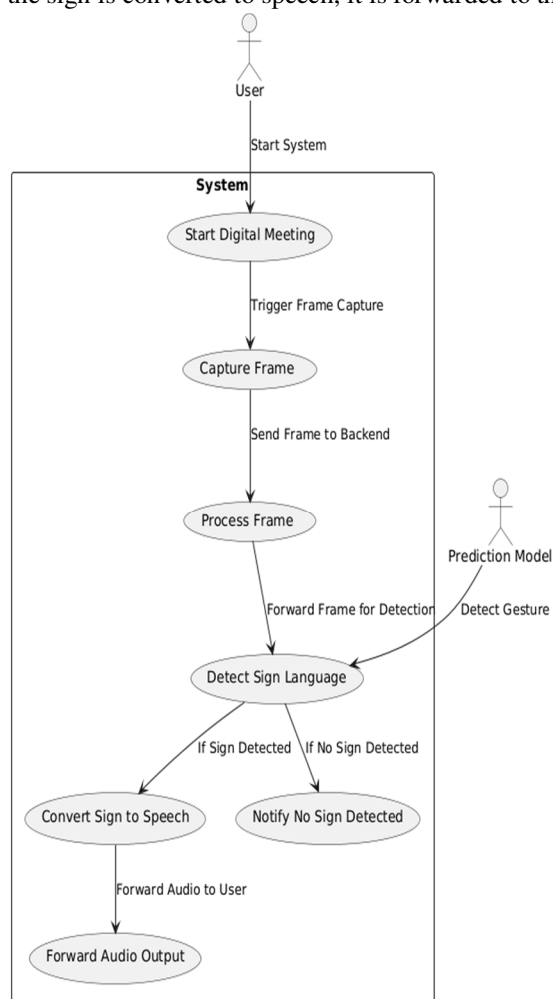 the sign is converted to speech, it is forwarded to
User
Start System
System
Start Digital Meeting
Trigger Frame Capture
Capture Frame
Send Frame to Backend
Process Frame
Prediction Model
Forward Frame for Detection
Detect Gesture
Detect Sign Language
If Sign Detected
If No Sign Detected
Convert Sign to Speech
Notify No Sign Detected
Forward Audio to User
Forward Audio Output